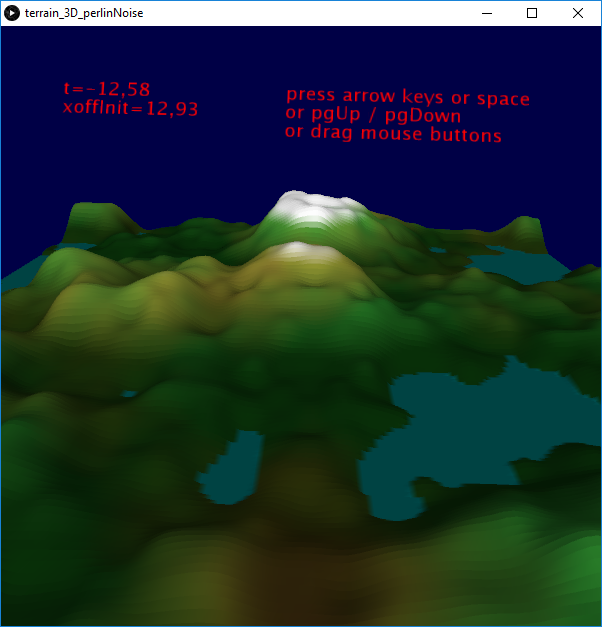 terrain_3D_perlinNoise
t=-12,58
xoffInit=12,93
press arrow keys or space
or pgUp / pgDown
or drag mouse buttons